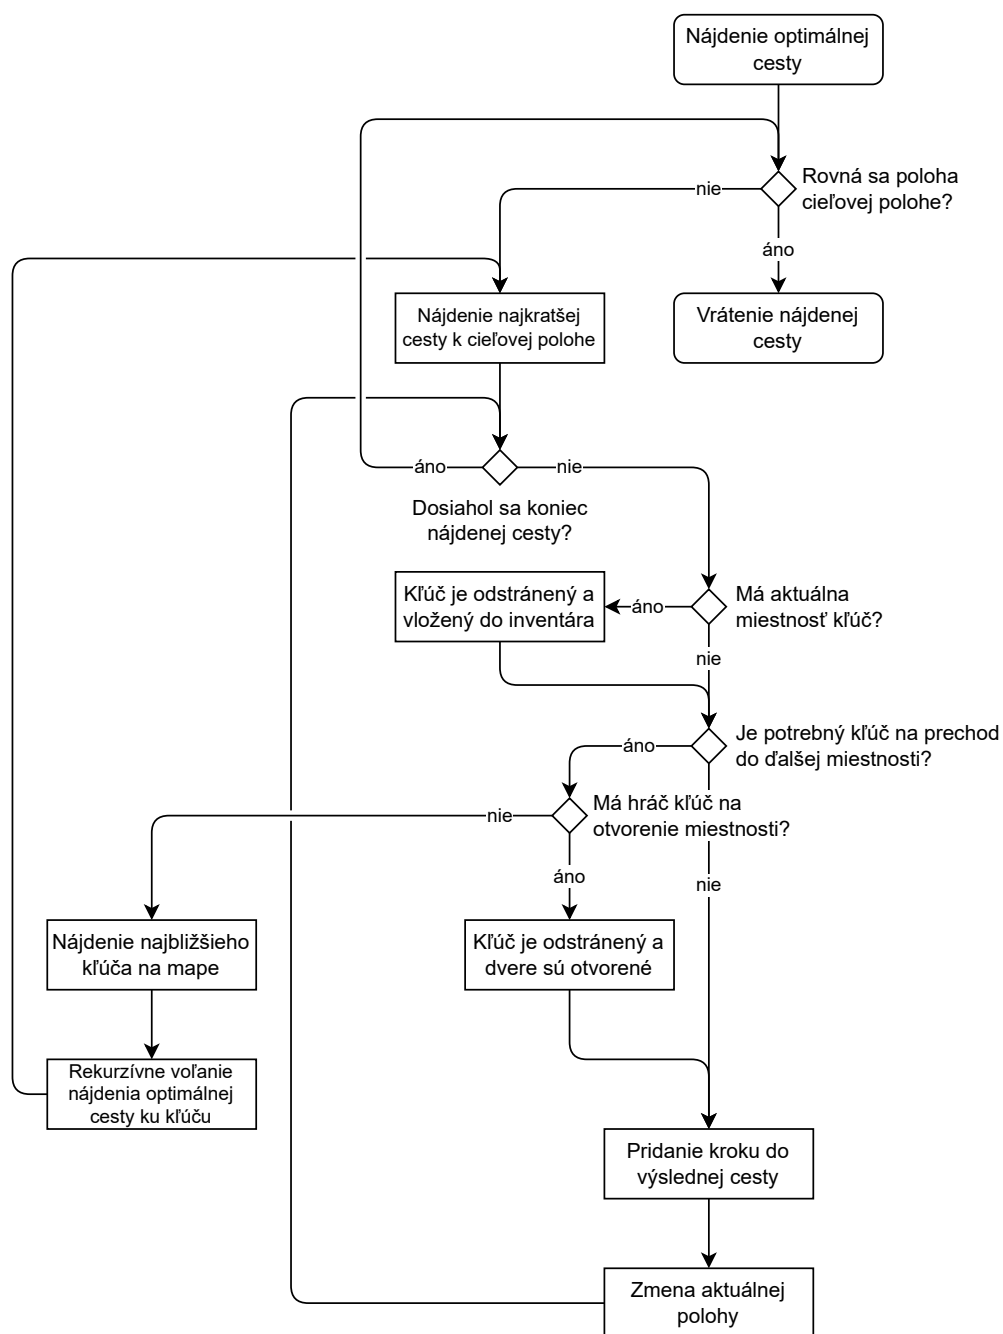 Nájdenie optimálnej
cesty
Rovná sa poloha
cieľovej polohe?
nie
áno
Nájdenie najkratšej
cesty k cieľovej polohe
Vrátenie nájdenej
cesty
áno
nie
Dosiahol sa koniec
nájdenej cesty?
Kľúč je odstránený a
vložený do inventára
áno
Má aktuálna
miestnosť kľúč?
nie
Je potrebný kľúč na prechod
do ďalšej miestnosti?
áno
Má hráč kľúč na
otvorenie miestnosti?
nie
áno
nie
Nájdenie najbližšieho
kľúča na mape
Kľúč je odstránený a
dvere sú otvorené
Rekurzívne voľanie
nájdenia optimálnej
cesty ku kľúču
Pridanie kroku do
výslednej cesty
Zmena aktuálnej
polohy